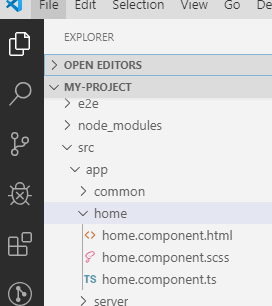 File Edit Selection View Go
EXPLORER
OPEN EDITORS
MY-PROJECT
e2e
node_modules
src
app
common
home
home.component.html
home.component.scss
TS home.component.ts
server